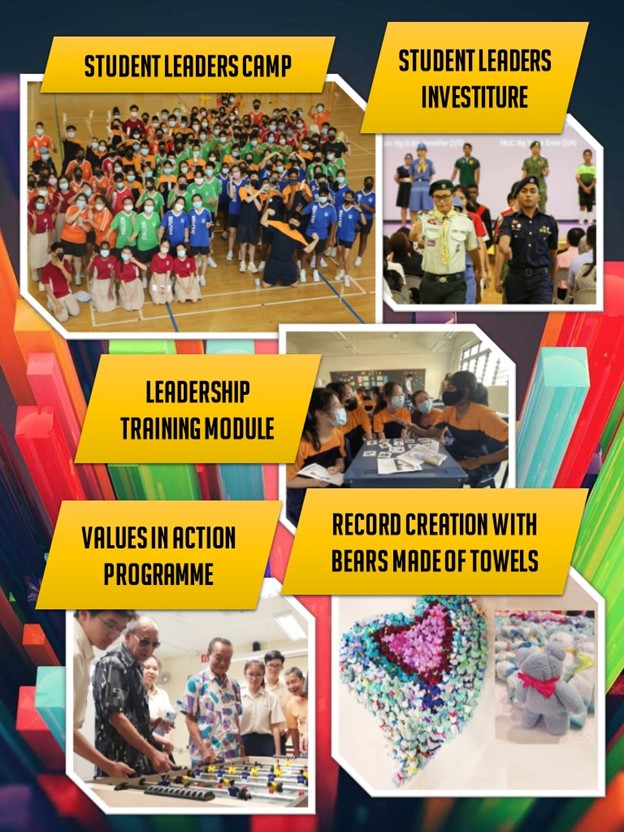 STUDENT LEADERS CAMP
STUDENT LEADERS
INVESTITURE
LEADERSHIP
TRAINING MODULE
VALUES IN ACTION
PROGRAMME
RECORD CREATION WITH
BEARS MADE OF TOWELS